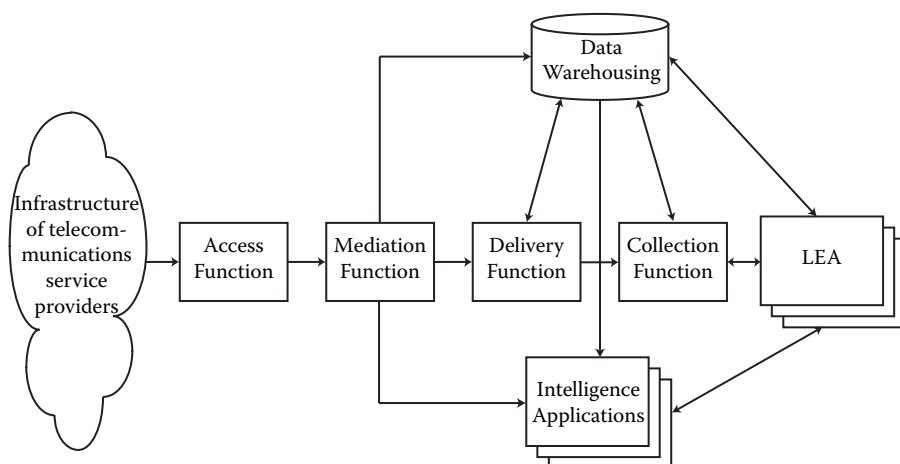 Data
Warehousing
Infrastructure
of telecom-
munications
service
providers
Access
Function
Mediation
Function
Delivery
Function
Collection
Function
LEA
Intelligence
Applications